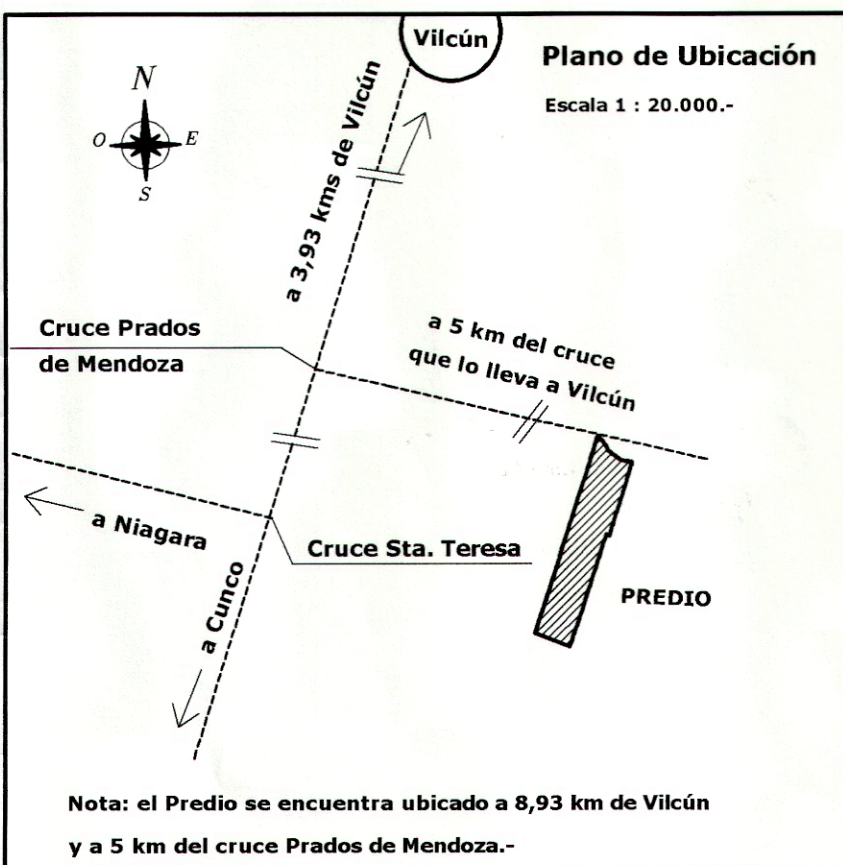 Vilcún
Plano de Ubicación
Escala 1 : 20.000.-
N
O
E
S
a 3,93 kms de Vilcún
Cruce Prados
de Mendoza
a 5 km del cruce
que lo lleva a Vilcún
a Niagara
Cruce Sta. Teresa
a Cunco
PREDIO
Nota: el Predio se encuentra ubicado a 8,93 km de Vilcún
y a 5 km del cruce Prados de Mendoza.-